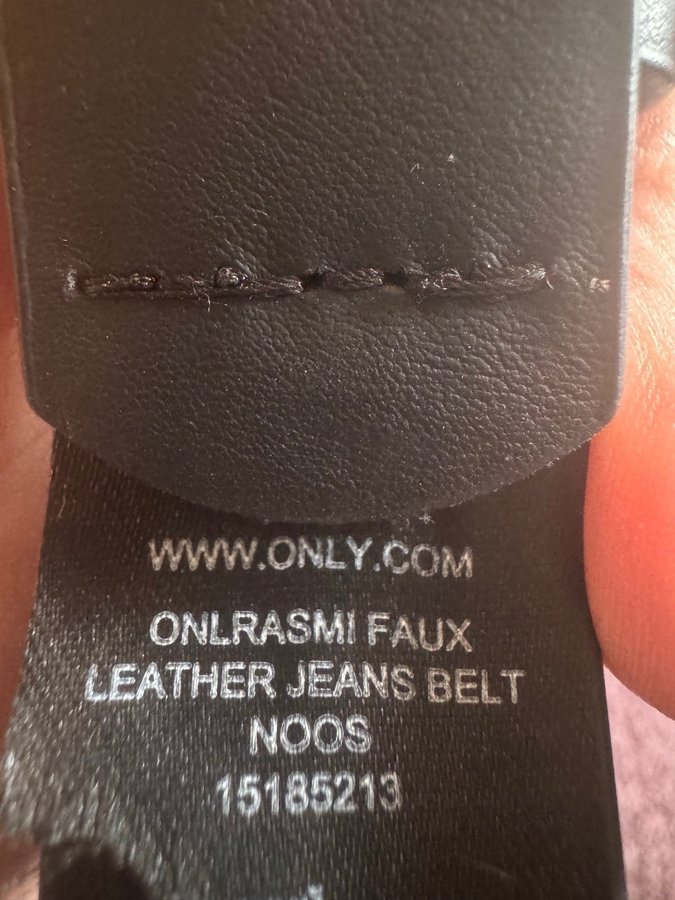 WWW.ONLY.COM
ONLRASMI FAUX
LEATHER JEANS BELT
NOOS
15185213